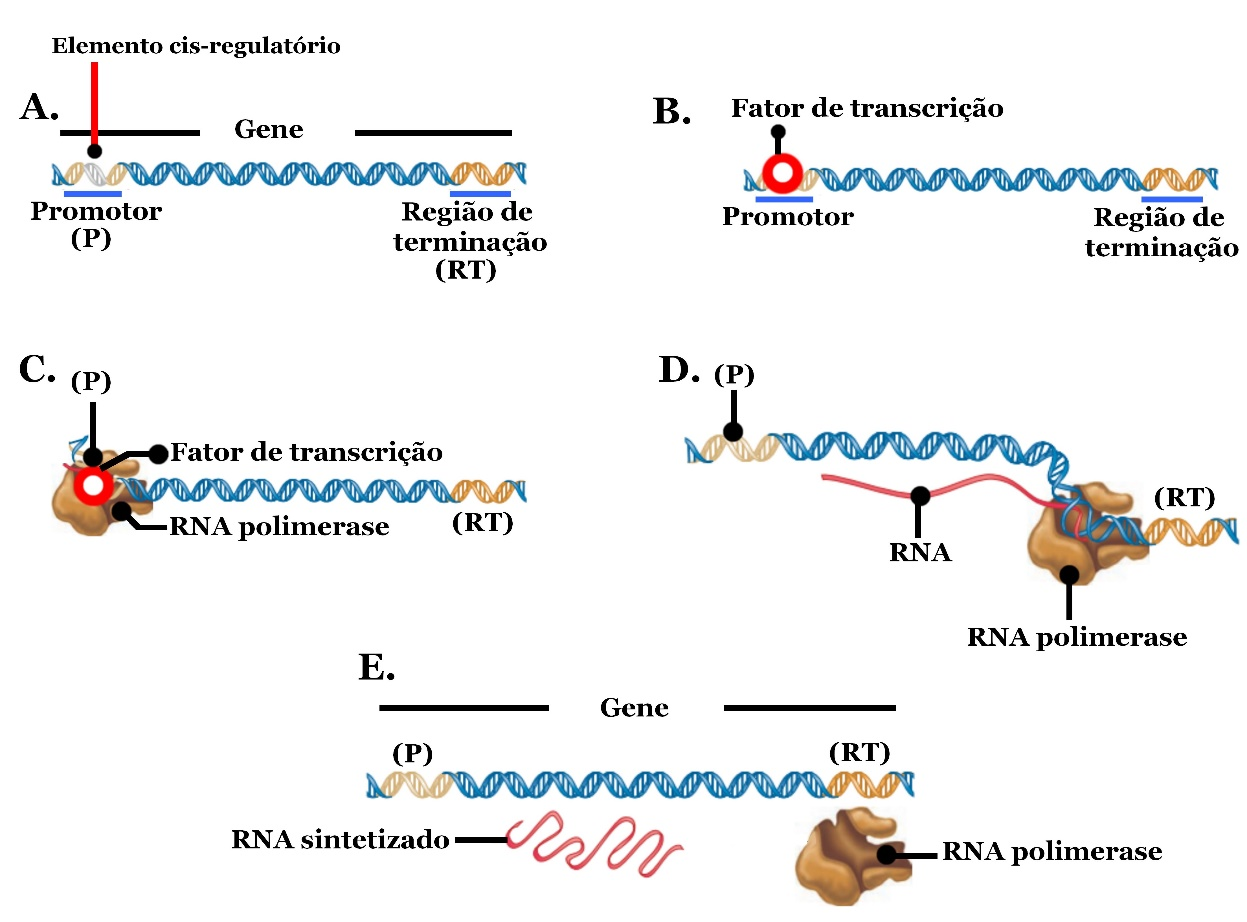 Elemento cis-regulatório
A.
Gene
Promotor
(P)
Região de
terminação
(RT)
B.
Fator de transcrição
Promotor
Região de
terminação
C.
(P)
Fator de transcrição
RNA polimerase
(RT)
D.
(P)
(RT)
RNA
RNA polimerase
E.
Gene
(P)
(RT)
RNA sintetizado
RNA polimerase